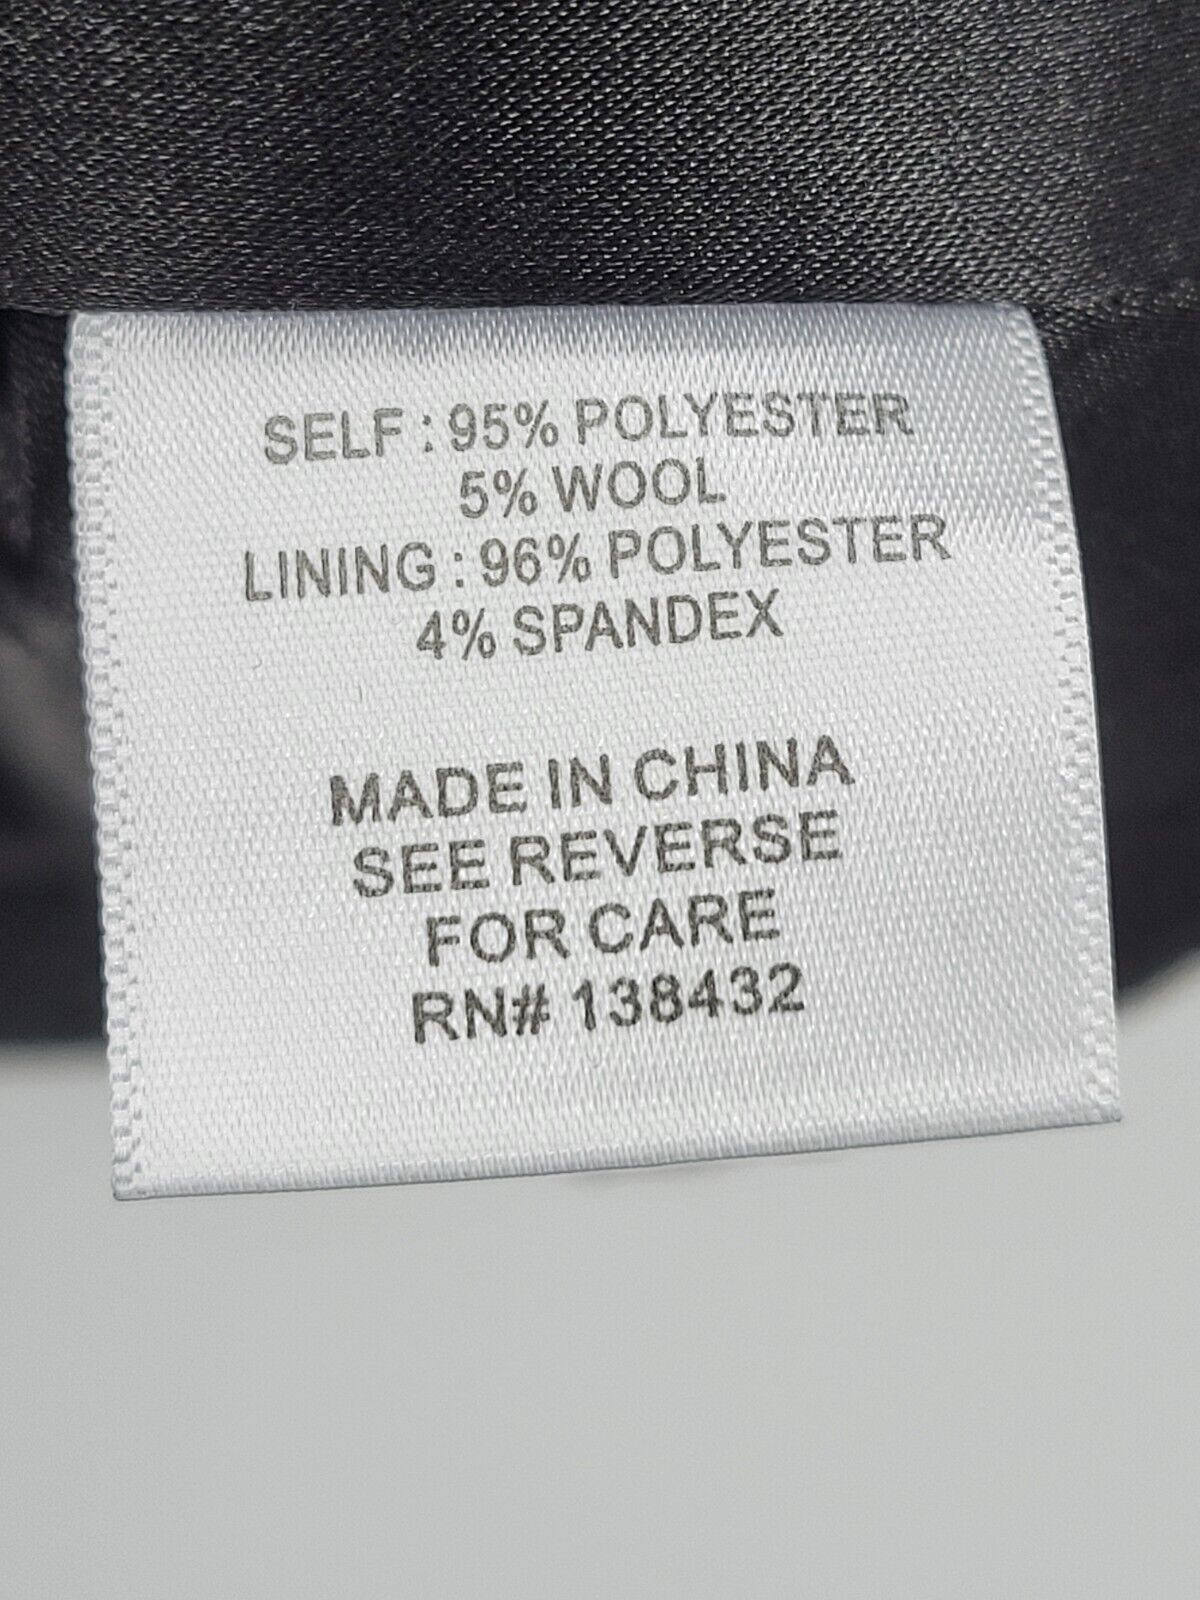 SELF : 95% POLYESTER
5% WOOL
LINING : 96% POLYESTER
4% SPANDEX
MADE IN CHINA
SEE REVERSE
FOR CARE
RN# 138432